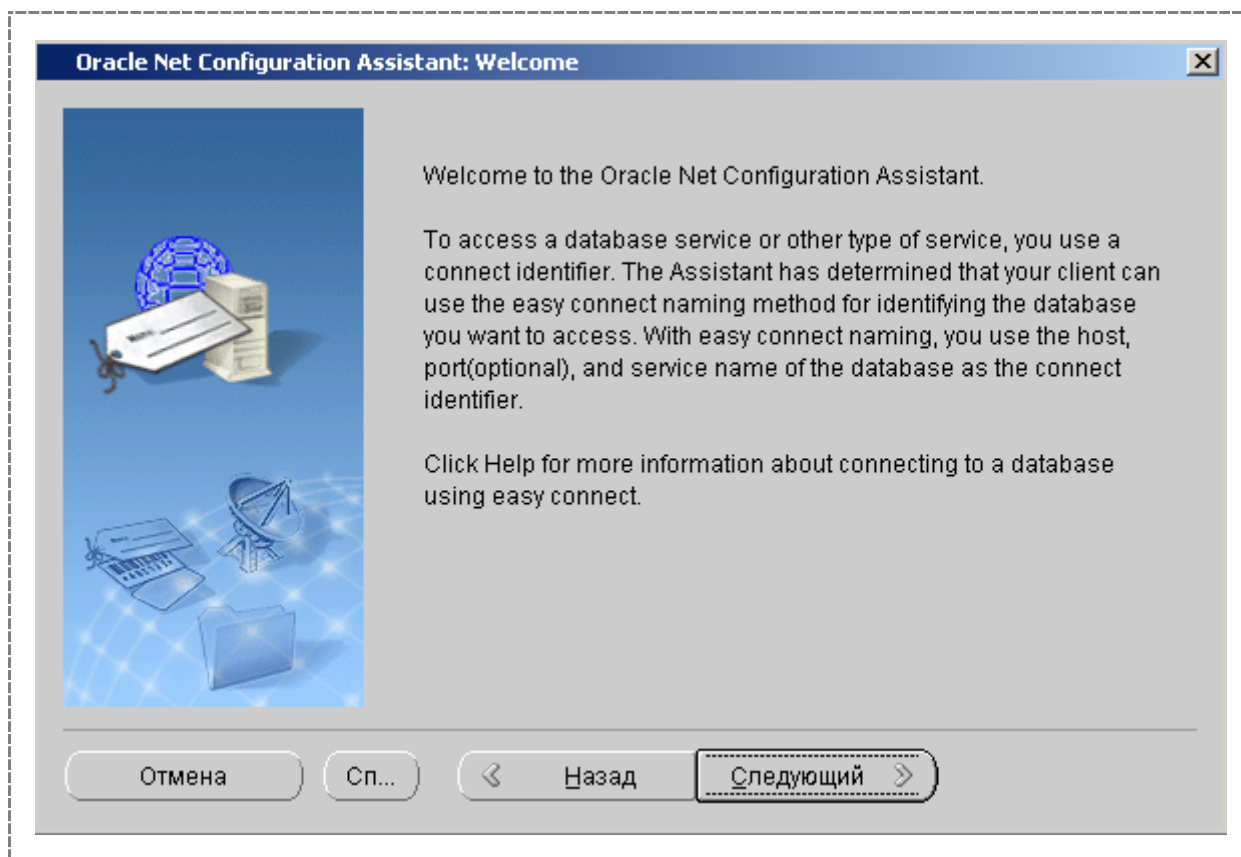 Oracle Net Configuration Assistant: Welcome
Welcome to the Oracle Net Configuration Assistant.
To access a database service or other type of service, you use a
connect identifier. The Assistant has determined that your client can
use the easy connect naming method for identifying the database
you want to access. With easy connect naming, you use the host,
port(optional), and service name of the database as the connect
identifier.
Click Help for more information about connecting to a database
using easy connect.
Отмена
Сп...
Назад
Следующий